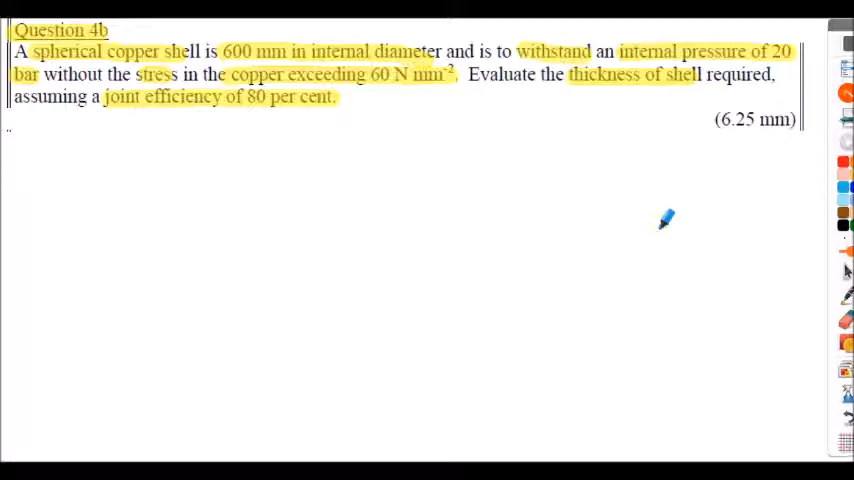 Question 4b
A spherical copper shell is 600 mm in internal diameter and is to withstand an internal pressure of 20
bar without the stress in the copper exceeding 60 N mm⁻². Evaluate the thickness of shell required,
assuming a joint efficiency of 80 per cent.
(6.25 mm)